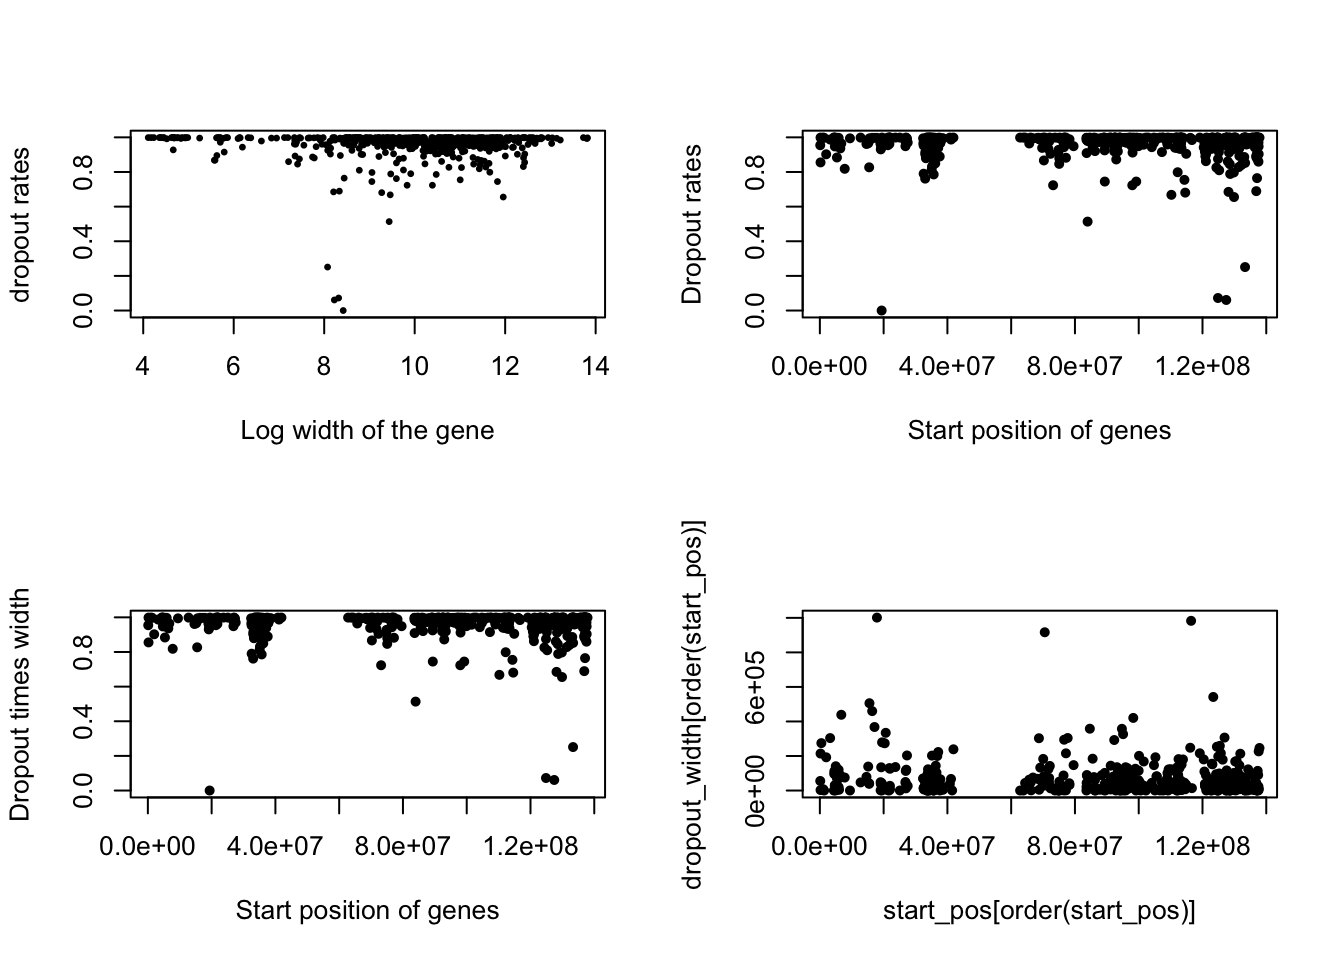 dropout rates
0.0 0.4 0.8
4 6 8 10 12 14
Log width of the gene
Dropout rates
0.0 0.4 0.8
0.0e+00 4.0e+07 8.0e+07 1.2e+08
Start position of genes
Dropout times width
0.0 0.4 0.8
0.0e+00 4.0e+07 8.0e+07 1.2e+08
Start position of genes
dropout_width[order(start_pos)]
0e+00 6e+05
0.0e+00 4.0e+07 8.0e+07 1.2e+08
start_pos[order(start_pos)]